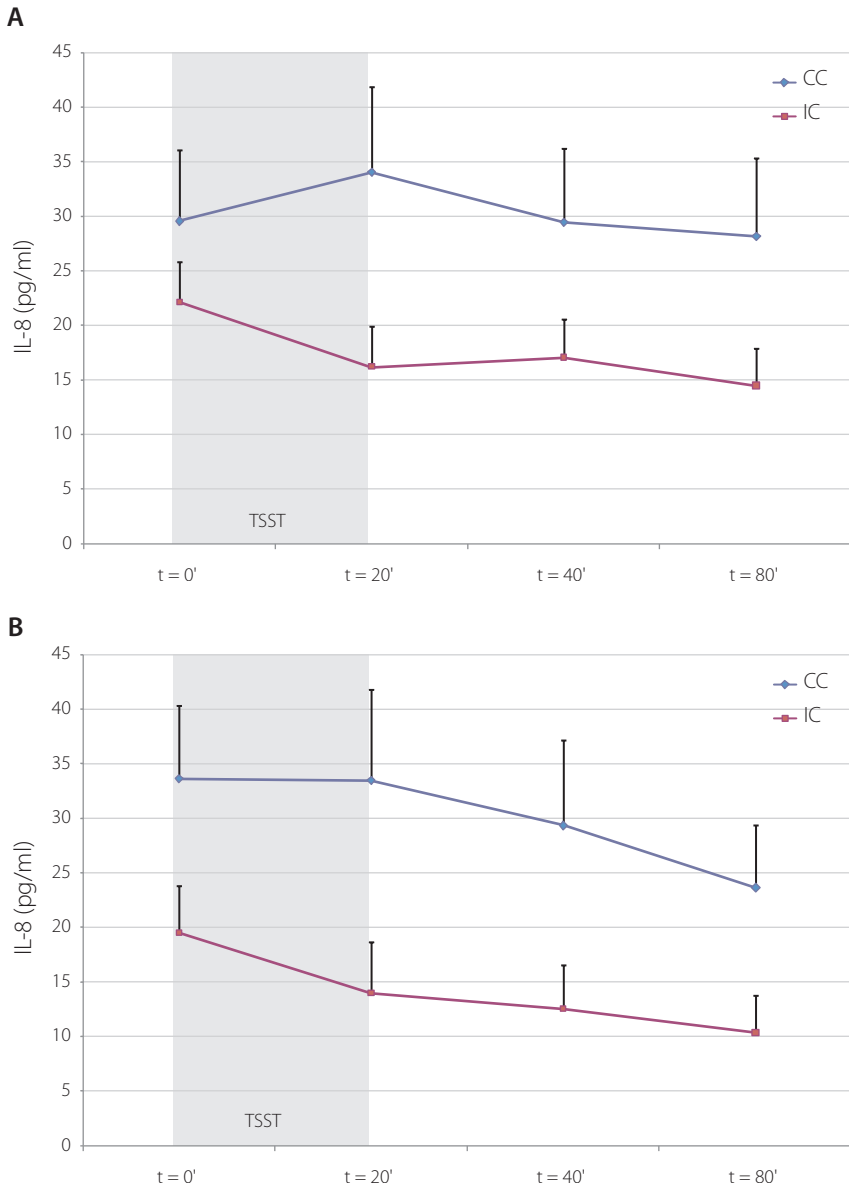 A
45
40
35
30
25
20
15
10
5
0
IL-8 (pg/ml)
CC
IC
TSST
t = 0'
t = 20'
t = 40'
t = 80'
B
45
40
35
30
25
20
15
10
5
0
IL-8 (pg/ml)
CC
IC
TSST
t = 0'
t = 20'
t = 40'
t = 80'